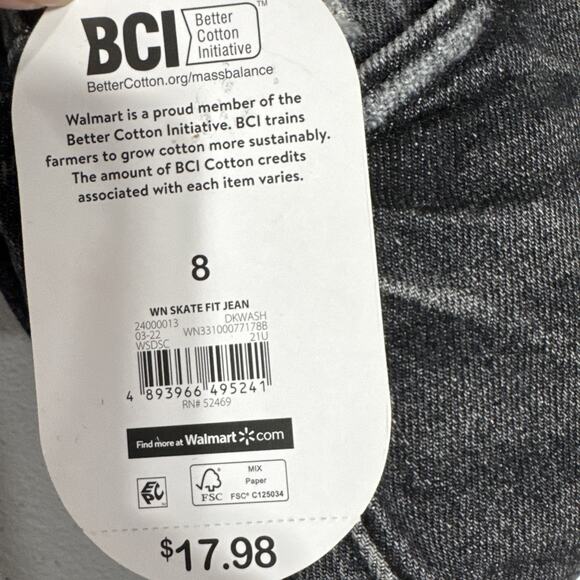 BCI
Better
Cotton
Initiative
TM
BetterCotton.org/massbalance
Walmart is a proud member of the
Better Cotton Initiative. BCI trains
farmers to grow cotton more sustainably.
The amount of BCI Cotton credits
associated with each item varies.
8
WN SKATE FIT JEAN
24000013 DKWASH
03-22 WN33100077178B
WSDSC 21U
4 893966 495241
RN# 52469
Find more at Walmart.com
EPC
FSC
MIX
Paper
FSC® C125034
$17.98